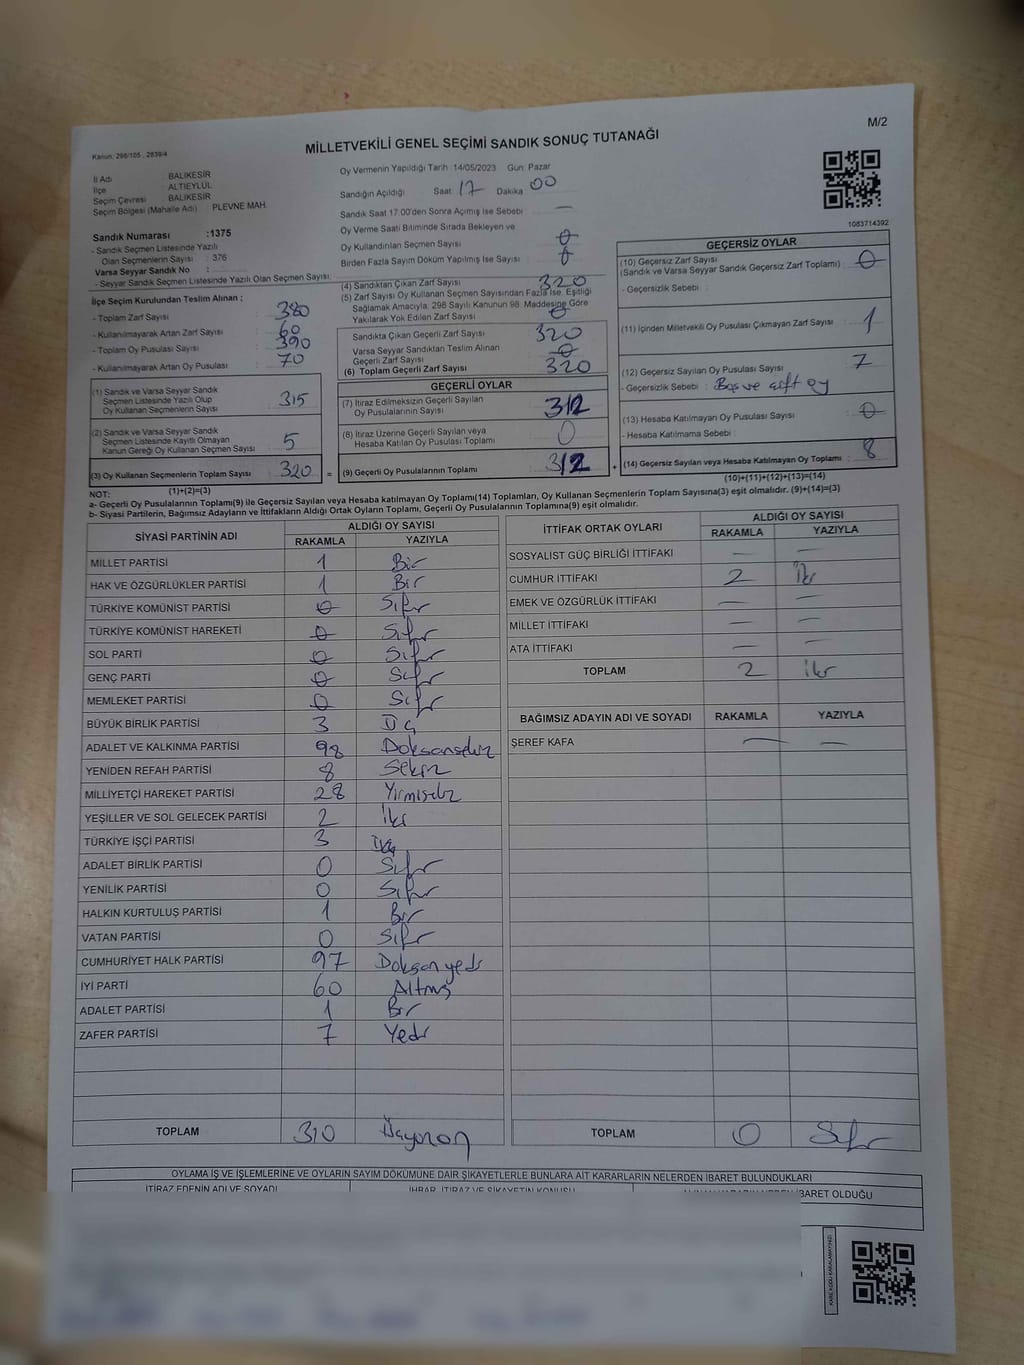 M/2
MİLLETVEKİLİ GENEL SEÇİMİ SANDIK SONUÇ TUTANAĞI
Kanun: 298/105 , 2839/4
İl Adı BALIKESİR
İlçe ALTIEYLÜL
Seçim Çevresi BALIKESİR
Seçim Bölgesi (Mahalle Adı) : PLEVNE MAH.
Sandık Numarası :1375
- Sandık Seçmen Listesinde Yazılı
Olan Seçmenlerin Sayısı : 376
Varsa Seyyar Sandık No :
- Seyyar Sandık Seçmen Listesinde Yazılı Olan Seçmen Sayısı:
Oy Vermenin Yapıldığı Tarih :14/05/2023 Gün: Pazar
Sandığın Açıldığı Saat 17 Dakika 00
Sandık Saat 17.00'den Sonra Açılmış İse Sebebi : —
Oy Verme Saati Bitiminde Sırada Bekleyen ve
Oy Kullandırılan Seçmen Sayısı : 0
Birden Fazla Sayım Döküm Yapılmış İse Sayısı : 0
1083714392
İlçe Seçim Kurulundan Teslim Alınan :
- Toplam Zarf Sayısı : 380
- Kullanılmayarak Artan Zarf Sayısı : 60
- Toplam Oy Pusulası Sayısı : 390
- Kullanılmayarak Artan Oy Pusulası : 70
(1) Sandık ve Varsa Seyyar Sandık
Seçmen Listesinde Yazılı Olup
Oy Kullanan Seçmenlerin Sayısı : 315
(2) Sandık ve Varsa Seyyar Sandık
Seçmen Listesinde Kayıtlı Olmayan
Kanun Gereği Oy Kullanan Seçmen Sayısı : 5
(3) Oy Kullanan Seçmenlerin Toplam Sayısı : 320 =
(1)+(2)=(3)
(4) Sandıktan Çıkan Zarf Sayısı : 320
(5) Zarf Sayısı Oy Kullanan Seçmen Sayısından Fazla İse, Eşitliği
Sağlamak Amacıyla; 298 Sayılı Kanunun 98. Maddesine Göre
Yakılarak Yok Edilen Zarf Sayısı : 0
Sandıkta Çıkan Geçerli Zarf Sayısı : 320
Varsa Seyyar Sandıktan Teslim Alınan
Geçerli Zarf Sayısı : 0
(6) Toplam Geçerli Zarf Sayısı : 320
GEÇERLİ OYLAR
(7) İtiraz Edilmeksizin Geçerli Sayılan
Oy Pusulalarının Sayısı : 312
(8) İtiraz Üzerine Geçerli Sayılan veya
Hesaba Katılan Oy Pusulası Toplamı : 0
(9) Geçerli Oy Pusulalarının Toplamı : 312 +
GEÇERSİZ OYLAR
(10) Geçersiz Zarf Sayısı
(Sandık ve Varsa Seyyar Sandık Geçersiz Zarf Toplamı) : 0
- Geçersizlik Sebebi :
(11) İçinden Milletvekili Oy Pusulası Çıkmayan Zarf Sayısı : 1
(12) Geçersiz Sayılan Oy Pusulası Sayısı : 7
- Geçersizlik Sebebi : Boş ve çift oy
(13) Hesaba Katılmayan Oy Pusulası Sayısı : 0
- Hesaba Katılmama Sebebi :
(14) Geçersiz Sayılan veya Hesaba Katılmayan Oy Toplamı : 8
(10)+(11)+(12)+(13)=(14)
NOT:
a- Geçerli Oy Pusulalarının Toplamı(9) ile Geçersiz Sayılan veya Hesaba katılmayan Oy Toplamı(14) Toplamları, Oy Kullanan Seçmenlerin Toplam Sayısına(3) eşit olmalıdır. (9)+(14)=(3)
b- Siyasi Partilerin, Bağımsız Adayların ve İttifakların Aldığı Ortak Oyların Toplamı, Geçerli Oy Pusulalarının Toplamına(9) eşit olmalıdır.
SİYASİ PARTİNİN ADI ALDIĞI OY SAYISI
RAKAMLA YAZIYLA
MİLLET PARTİSİ 1 Bir
HAK VE ÖZGÜRLÜKLER PARTİSİ 1 Bir
TÜRKİYE KOMÜNİST PARTİSİ 0 Sıfır
TÜRKİYE KOMÜNİST HAREKETİ 0 Sıfır
SOL PARTİ 0 Sıfır
GENÇ PARTİ 0 Sıfır
MEMLEKET PARTİSİ 0 Sıfır
BÜYÜK BİRLİK PARTİSİ 3 Üç
ADALET VE KALKINMA PARTİSİ 98 Doksansekiz
YENİDEN REFAH PARTİSİ 8 Sekiz
MİLLİYETÇİ HAREKET PARTİSİ 28 Yirmisekiz
YEŞİLLER VE SOL GELECEK PARTİSİ 2 İki
TÜRKİYE İŞÇİ PARTİSİ 3 Üç
ADALET BİRLİK PARTİSİ 0 Sıfır
YENİLİK PARTİSİ 0 Sıfır
HALKIN KURTULUŞ PARTİSİ 1 Bir
VATAN PARTİSİ 0 Sıfır
CUMHURİYET HALK PARTİSİ 97 Doksan yedi
İYİ PARTİ 60 Altmış
ADALET PARTİSİ 1 Bir
ZAFER PARTİSİ 7 Yedi
TOPLAM 310 Üçyüzon
İTTİFAK ORTAK OYLARI ALDIĞI OY SAYISI
RAKAMLA YAZIYLA
SOSYALİST GÜÇ BİRLİĞİ İTTİFAKI — —
CUMHUR İTTİFAKI 2 İki
EMEK VE ÖZGÜRLÜK İTTİFAKI — —
MİLLET İTTİFAKI — —
ATA İTTİFAKI — —
TOPLAM 2 iki
BAĞIMSIZ ADAYIN ADI VE SOYADI RAKAMLA YAZIYLA
ŞEREF KAFA — —
TOPLAM 0 Sıfır
OYLAMA İŞ VE İŞLEMLERİNE VE OYLARIN SAYIM DÖKÜMÜNE DAİR ŞİKAYETLERLE BUNLARA AİT KARARLARIN NELERDEN İBARET BULUNDUKLARI
İTİRAZ EDENİN ADI VE SOYADI İHBAR, İTİRAZ VE ŞİKAYETİN KONUSU İBARET OLDUĞU